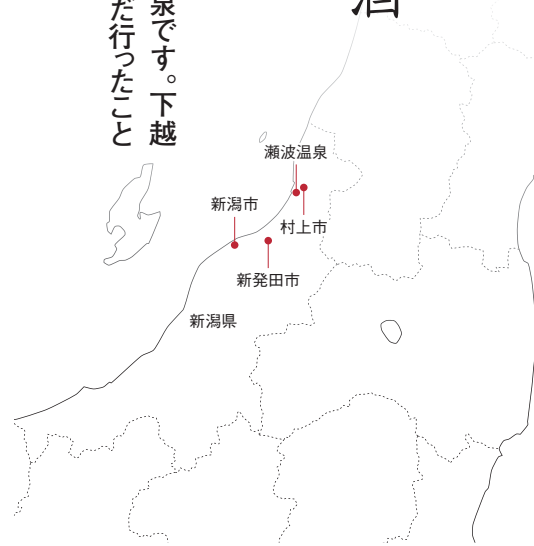 酒
泉です。下越
だ行ったこと
瀬波温泉
村上市
新潟市
新発田市
新潟県